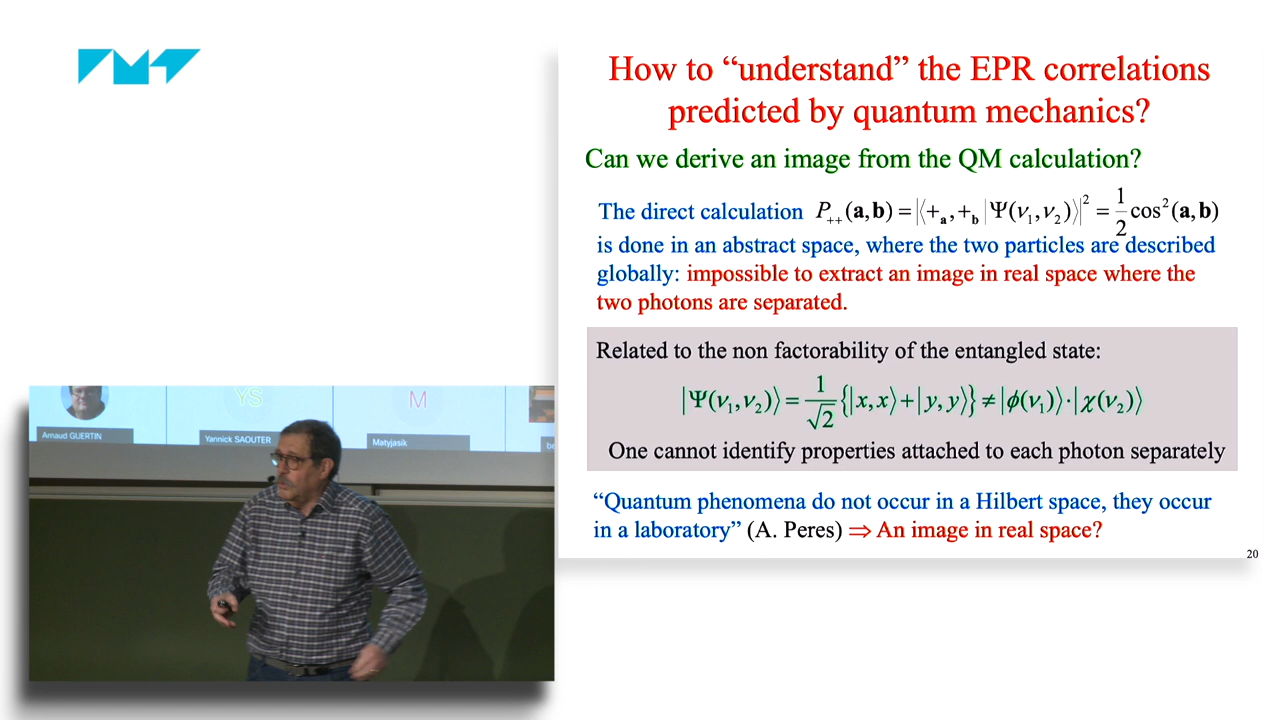 How to “understand” the EPR correlations
predicted by quantum mechanics?
Can we derive an image from the QM calculation?
The direct calculation P₊₊(a,b) = |⟨+ₐ,+_b|Ψ(ν₁,ν₂)⟩|² = 1/2 cos²(a,b)
is done in an abstract space, where the two particles are described
globally: impossible to extract an image in real space where the
two photons are separated.
Related to the non factorability of the entangled state:
|Ψ(ν₁,ν₂)⟩ = 1/√2 {|x,x⟩+|y,y⟩} ≠ |ϕ(ν₁)⟩·|χ(ν₂)⟩
One cannot identify properties attached to each photon separately
“Quantum phenomena do not occur in a Hilbert space, they occur
in a laboratory” (A. Peres) ⇒ An image in real space?
20
YS
M
Arnaud GUERTIN
Yannick SAOUTER
Matyjasik
be